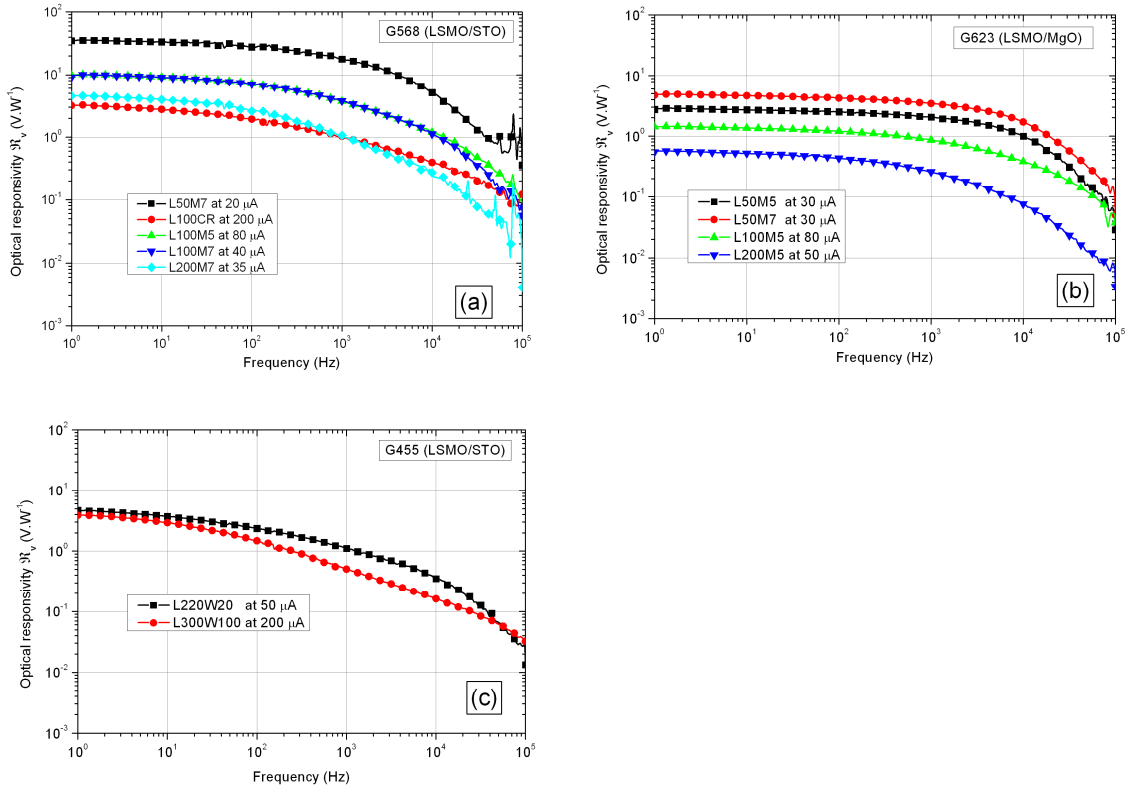 G568 (LSMO/STO)
Optical responsivity ℜᵥ (V.W⁻¹)
10²
10¹
10⁰
10⁻¹
10⁻²
10⁻³
L50M7 at 20 μA
L100CR at 200 μA
L100M5 at 80 μA
L100M7 at 40 μA
L200M7 at 35 μA
(a)
10⁰ 10¹ 10² 10³ 10⁴ 10⁵
Frequency (Hz)
G623 (LSMO/MgO)
Optical responsivity ℜᵥ (V.W⁻¹)
10²
10¹
10⁰
10⁻¹
10⁻²
10⁻³
L50M5 at 30 μA
L50M7 at 30 μA
L100M5 at 80 μA
L200M5 at 50 μA
(b)
10⁰ 10¹ 10² 10³ 10⁴ 10⁵
Frequency (Hz)
G455 (LSMO/STO)
Optical responsivity ℜᵥ (V.W⁻¹)
10²
10¹
10⁰
10⁻¹
10⁻²
10⁻³
L220W20 at 50 μA
L300W100 at 200 μA
(c)
10⁰ 10¹ 10² 10³ 10⁴ 10⁵
Frequency (Hz)